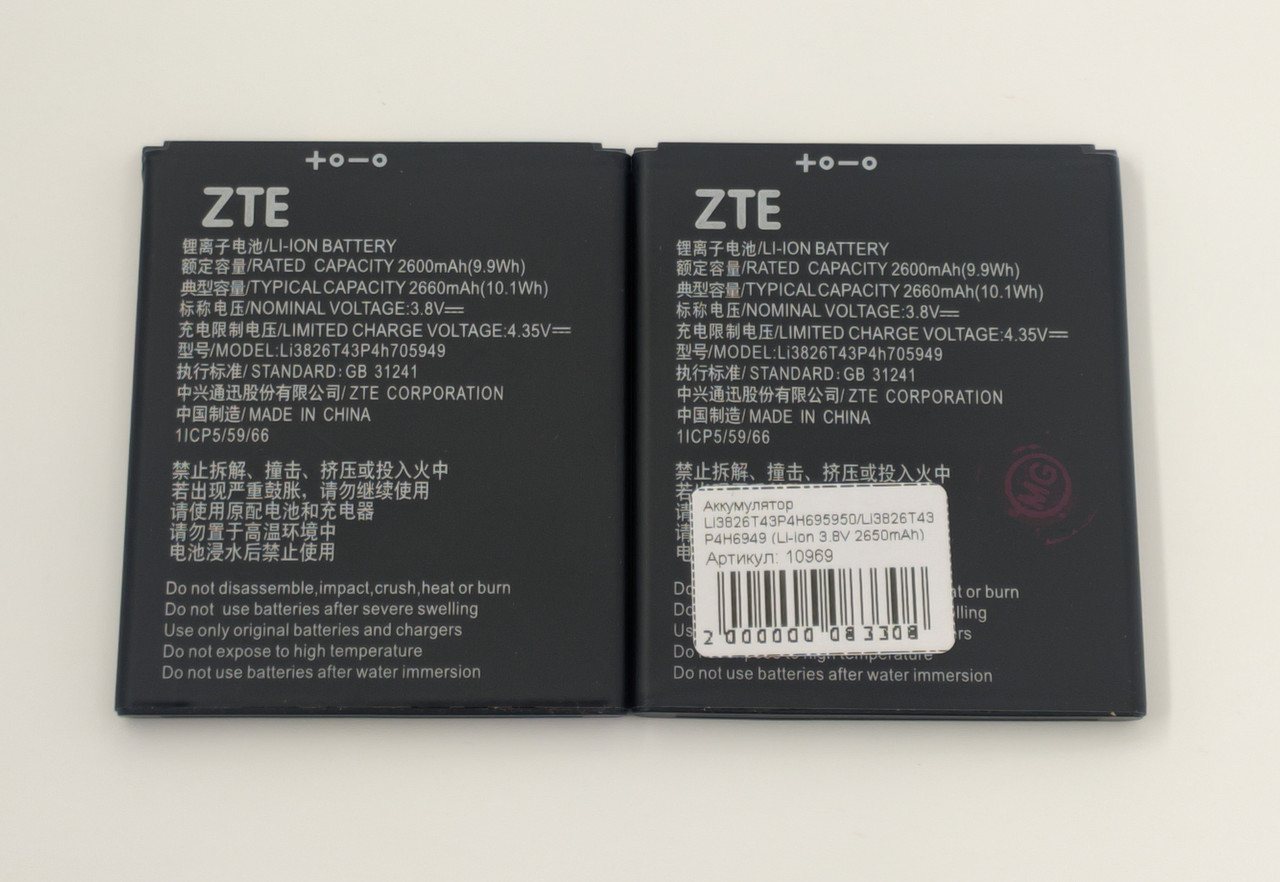 +o–o
ZTE
锂离子电池/LI-ION BATTERY
额定容量/RATED CAPACITY 2600mAh(9.9Wh)
典型容量/TYPICAL CAPACITY 2660mAh(10.1Wh)
标称电压/NOMINAL VOLTAGE:3.8V⎓
充电限制电压/LIMITED CHARGE VOLTAGE:4.35V⎓
型号/MODEL:Li3826T43P4h705949
执行标准/ STANDARD: GB 31241
中兴通迅股份有限公司/ ZTE CORPORATION
中国制造/ MADE IN CHINA
1ICP5/59/66
禁止拆解、撞击、挤压或投入火中
若出现严重鼓胀，请勿继续使用
请使用原配电池和充电器
请勿置于高温环境中
电池浸水后禁止使用
Do not disassemble,impact,crush,heat or burn
Do not use batteries after severe swelling
Use only original batteries and chargers
Do not expose to high temperature
Do not use batteries after water immersion
+o–o
ZTE
锂离子电池/LI-ION BATTERY
额定容量/RATED CAPACITY 2600mAh(9.9Wh)
典型容量/TYPICAL CAPACITY 2660mAh(10.1Wh)
标称电压/NOMINAL VOLTAGE:3.8V⎓
充电限制电压/LIMITED CHARGE VOLTAGE:4.35V⎓
型号/MODEL:Li3826T43P4h705949
执行标准/ STANDARD: GB 31241
中兴通迅股份有限公司/ ZTE CORPORATION
中国制造/ MADE IN CHINA
1ICP5/59/66
禁止拆解、撞击、挤压或投入火中
MG
Аккумулятор
LI3826T43P4H695950/LI3826T43
P4H6949 (Li-Ion 3.8V 2650mAh)
Артикул: 10969
or burn
Do not use batteries after water immersion